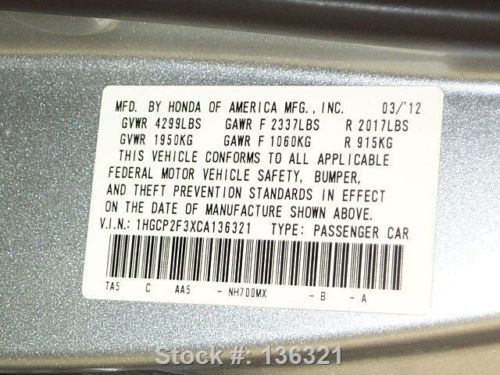 MFD. BY HONDA OF AMERICA MFG., INC. 03/'12
GVWR 4299LBS GAWR F 2337LBS R 2017LBS
GVWR 1950KG GAWR F 1060KG R 915KG
THIS VEHICLE CONFORMS TO ALL APPLICABLE
FEDERAL MOTOR VEHICLE SAFETY, BUMPER,
AND THEFT PREVENTION STANDARDS IN EFFECT
ON THE DATE OF MANUFACTURE SHOWN ABOVE.
V.I.N.: 1HGCP2F3XCA136321 TYPE: PASSENGER CAR
TA5 C AA5 - NH700MX - B - A
Stock #: 136321